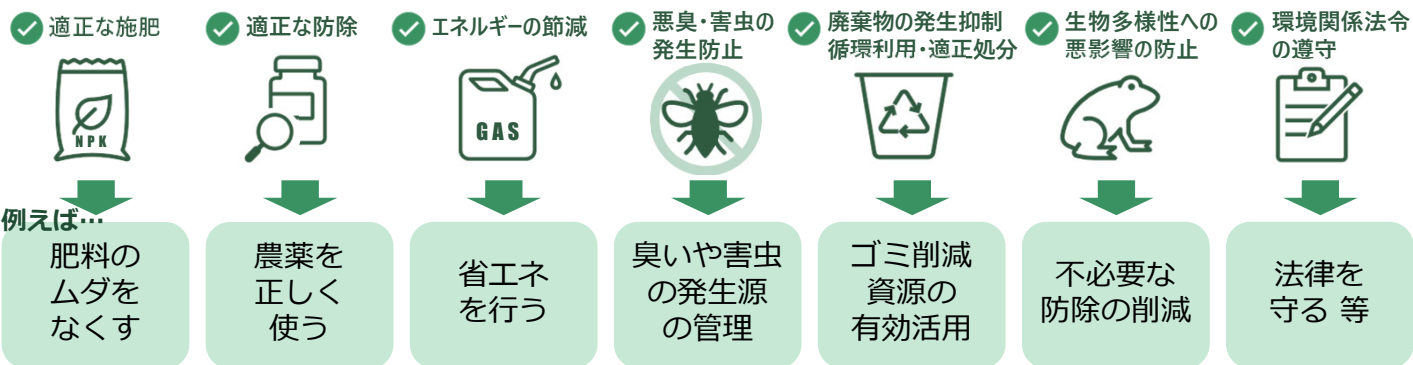 適正な施肥
適正な防除
エネルギーの節減
悪臭・害虫の
発生防止
廃棄物の発生抑制
循環利用・適正処分
生物多様性への
悪影響の防止
環境関係法令
の遵守
NPK
GAS
例えば…
肥料の
ムダを
なくす
農薬を
正しく
使う
省エネ
を行う
臭いや害虫
の発生源
の管理
ゴミ削減
資源の
有効活用
不必要な
防除の削減
法律を
守る 等